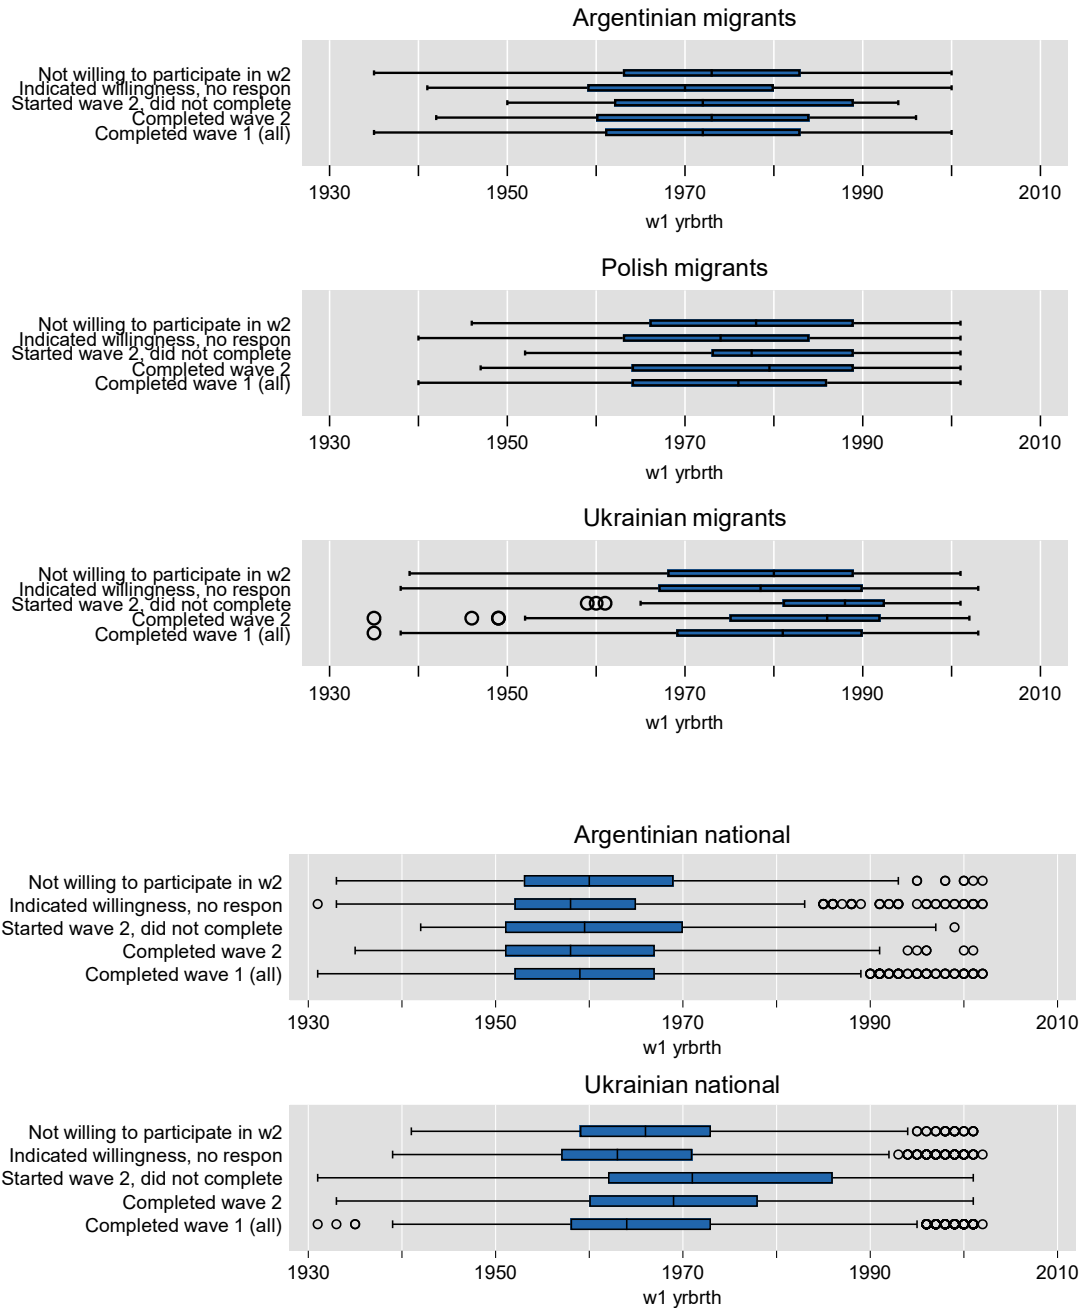 Argentinian migrants
Not willing to participate in w2
Indicated willingness, no respon
Started wave 2, did not complete
Completed wave 2
Completed wave 1 (all)
1930 1950 1970 1990 2010
w1 yrbrth
Polish migrants
Not willing to participate in w2
Indicated willingness, no respon
Started wave 2, did not complete
Completed wave 2
Completed wave 1 (all)
1930 1950 1970 1990 2010
w1 yrbrth
Ukrainian migrants
Not willing to participate in w2
Indicated willingness, no respon
Started wave 2, did not complete
Completed wave 2
Completed wave 1 (all)
1930 1950 1970 1990 2010
w1 yrbrth
Argentinian national
Not willing to participate in w2
Indicated willingness, no respon
Started wave 2, did not complete
Completed wave 2
Completed wave 1 (all)
1930 1950 1970 1990 2010
w1 yrbrth
Ukrainian national
Not willing to participate in w2
Indicated willingness, no respon
Started wave 2, did not complete
Completed wave 2
Completed wave 1 (all)
1930 1950 1970 1990 2010
w1 yrbrth